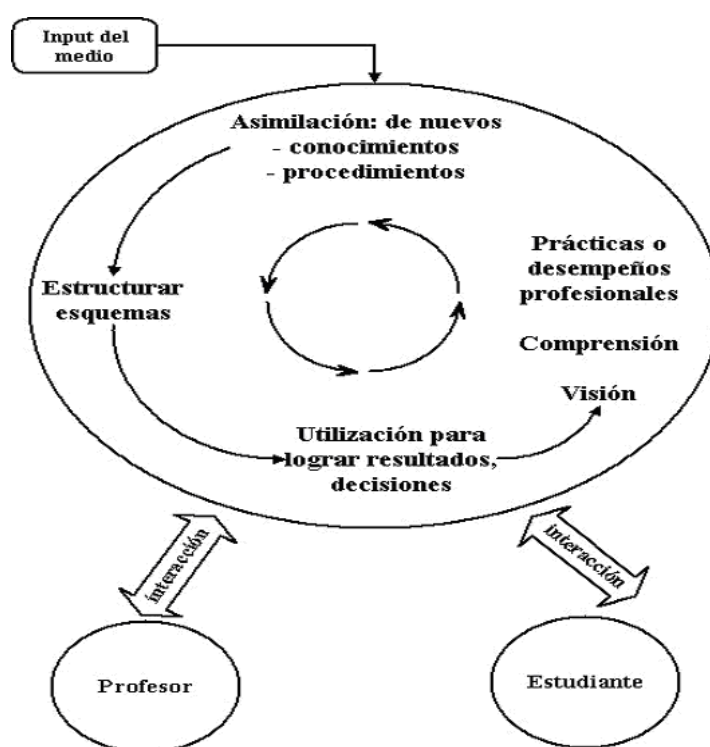 Input del
medio
Asimilación: de nuevos
- conocimientos
- procedimientos
Estructurar
esquemas
Prácticas o
desempeños
profesionales
Comprensión
Visión
Utilización para
lograr resultados,
decisiones
interacción
interacción
Profesor
Estudiante